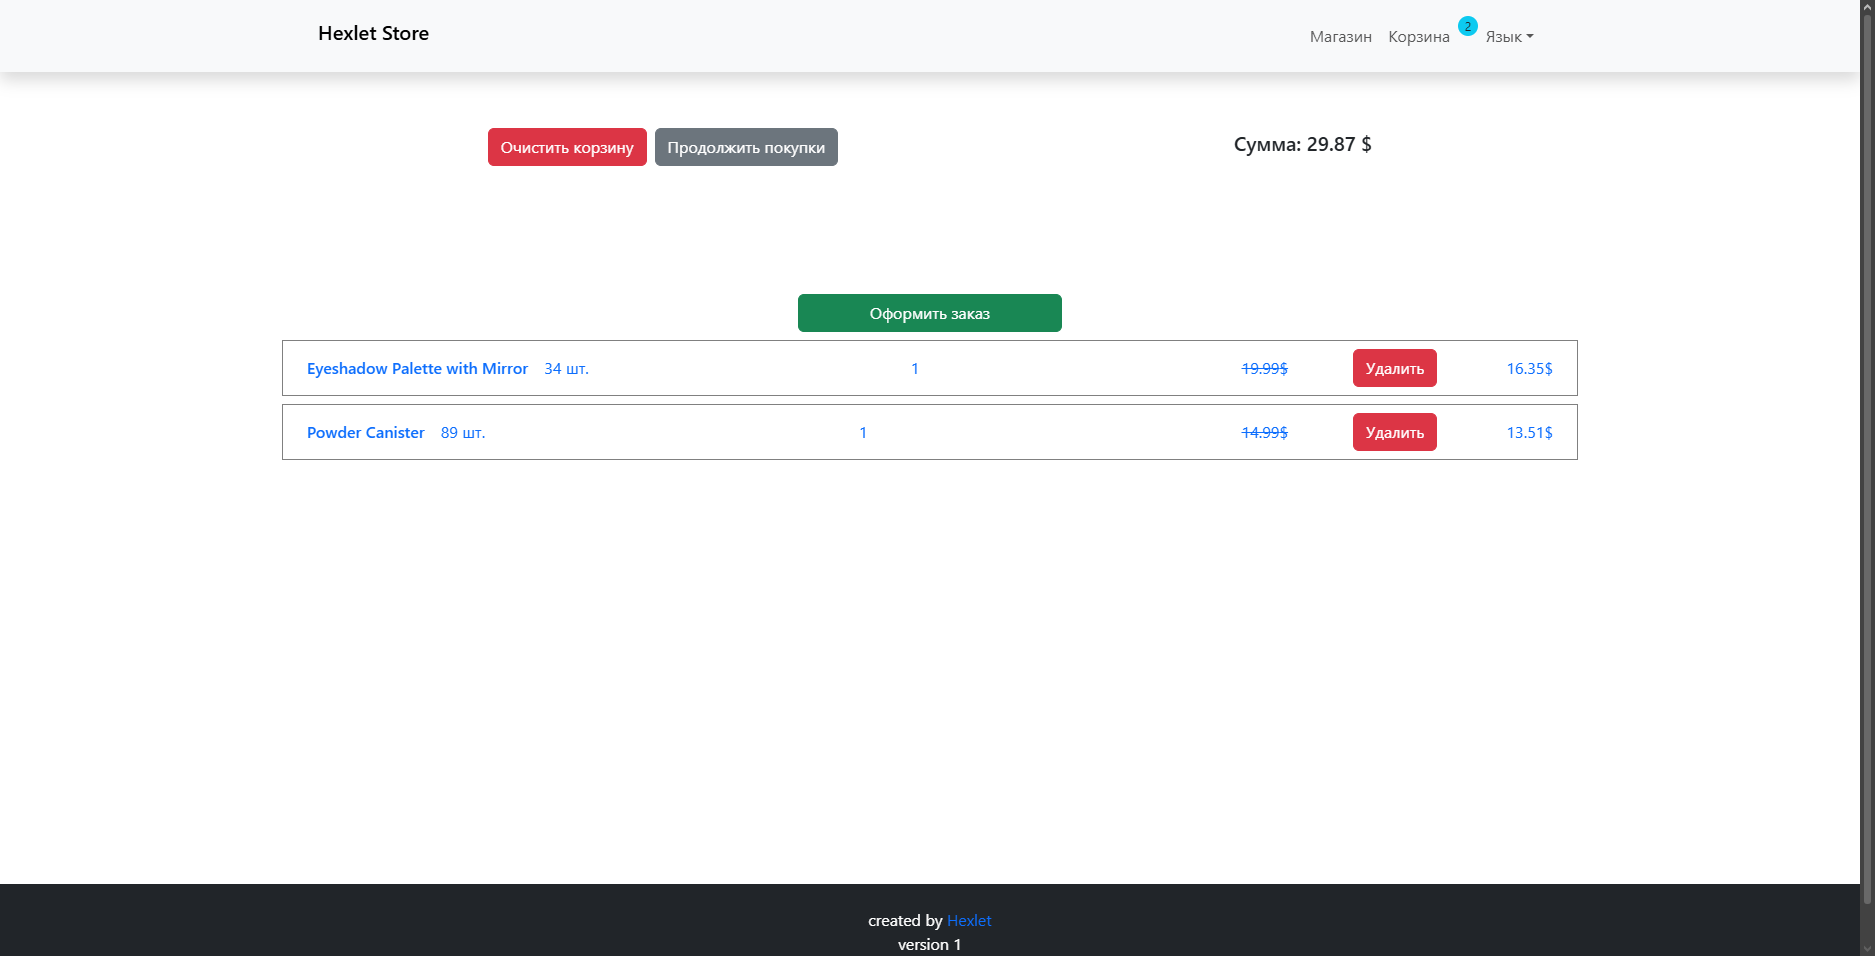 Hexlet Store
Магазин Корзина 2 Язык
Очистить корзину Продолжить покупки Сумма: 29.87 $
Оформить заказ
Eyeshadow Palette with Mirror 34 шт. 1 19.99$ Удалить 16.35$
Powder Canister 89 шт. 1 14.99$ Удалить 13.51$
created by Hexlet
version 1